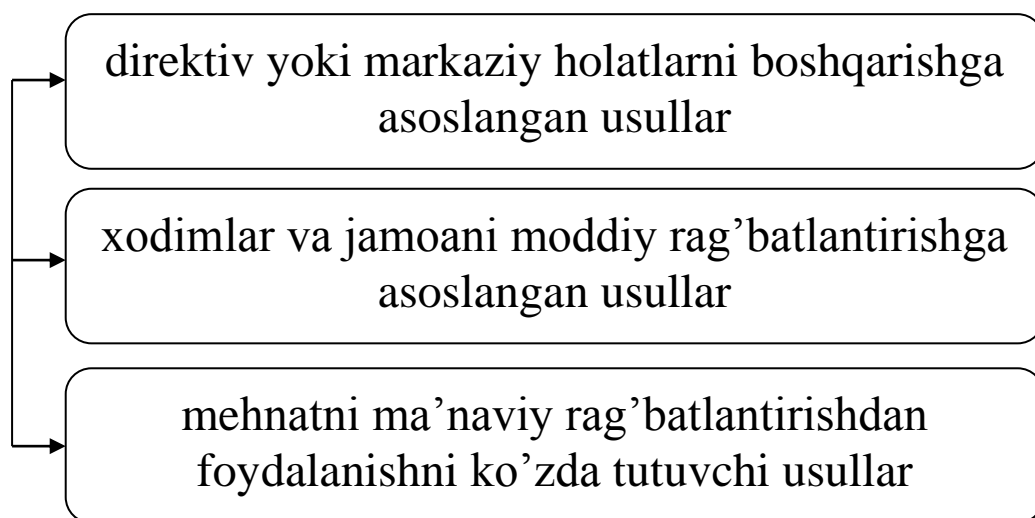 direktiv yoki markaziy holatlarni boshqarishga
asoslangan usullar
xodimlar va jamoani moddiy rag’batlantirishga
asoslangan usullar
mehnatni ma’naviy rag’batlantirishdan
foydalanishni ko’zda tutuvchi usullar